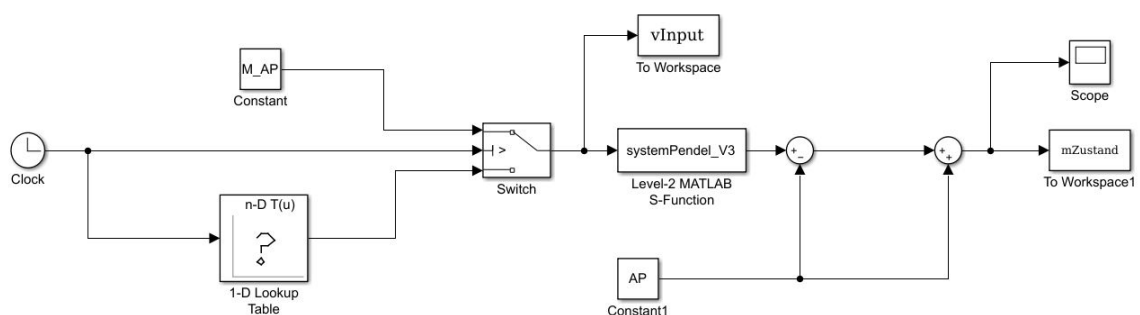 vInput
To Workspace
M_AP
Constant
Scope
Clock
>
Switch
systemPendel_V3
Level-2 MATLAB
S-Function
+
−
+
+
mZustand
To Workspace1
n-D T(u)
?
1-D Lookup
Table
AP
Constant1